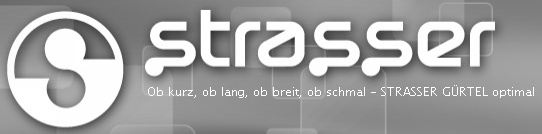 strasser
Ob kurz, ob lang, ob breit, ob schmal - STRASSER GÜRTEL optimal